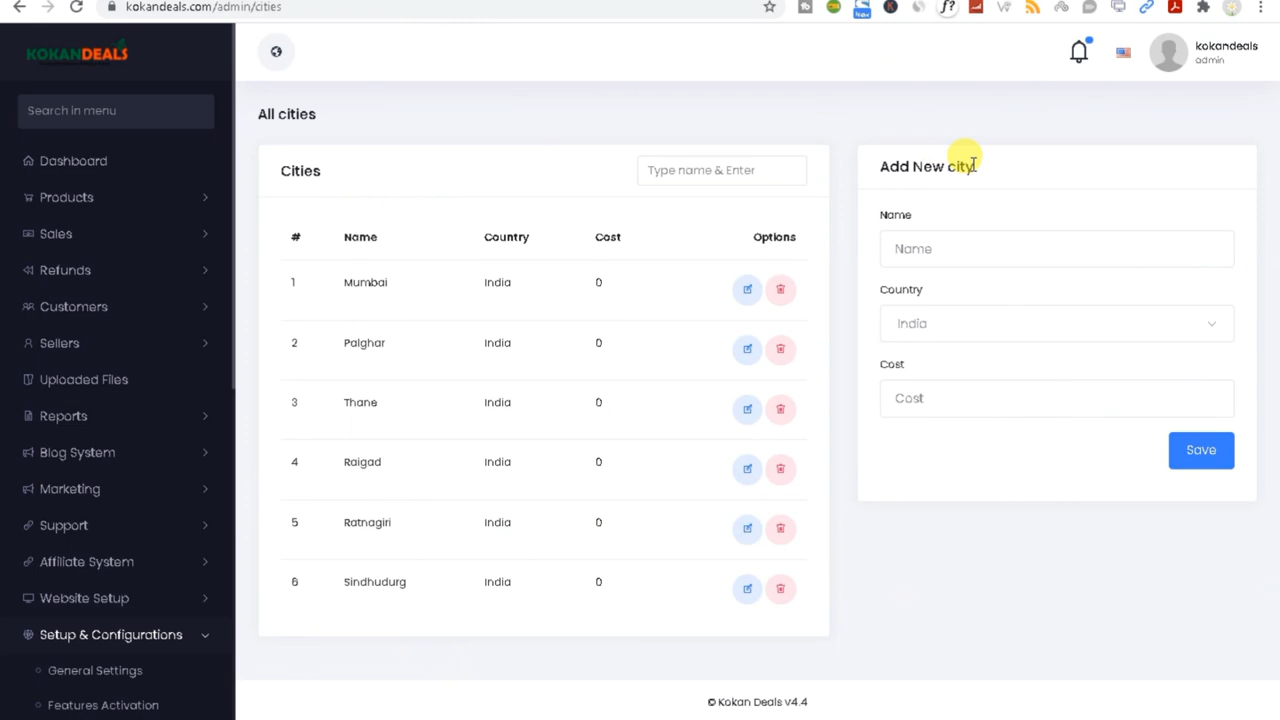 kokandeals.com/admin/cities
New
KOKANDEALS
kokandeals
admin
Search in menu
Dashboard
Products
Sales
Refunds
Customers
Sellers
Uploaded Files
Reports
Blog System
Marketing
Support
Affiliate System
Website Setup
Setup & Configurations
General Settings
Features Activation
All cities
Cities
Type name & Enter
# Name Country Cost Options
1 Mumbai India 0
2 Palghar India 0
3 Thane India 0
4 Raigad India 0
5 Ratnagiri India 0
6 Sindhudurg India 0
Add New city
Name
Name
Country
India
Cost
Cost
Save
© Kokan Deals v4.4